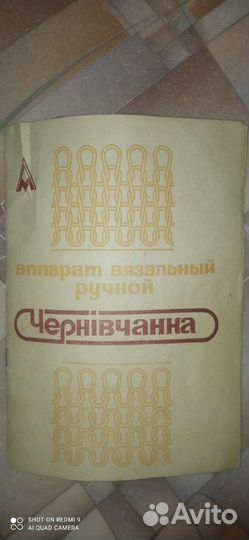 аппарат вязальный
ручной
Чернівчанка
SHOT ON REDMI 9
AI QUAD CAMERA
Avito